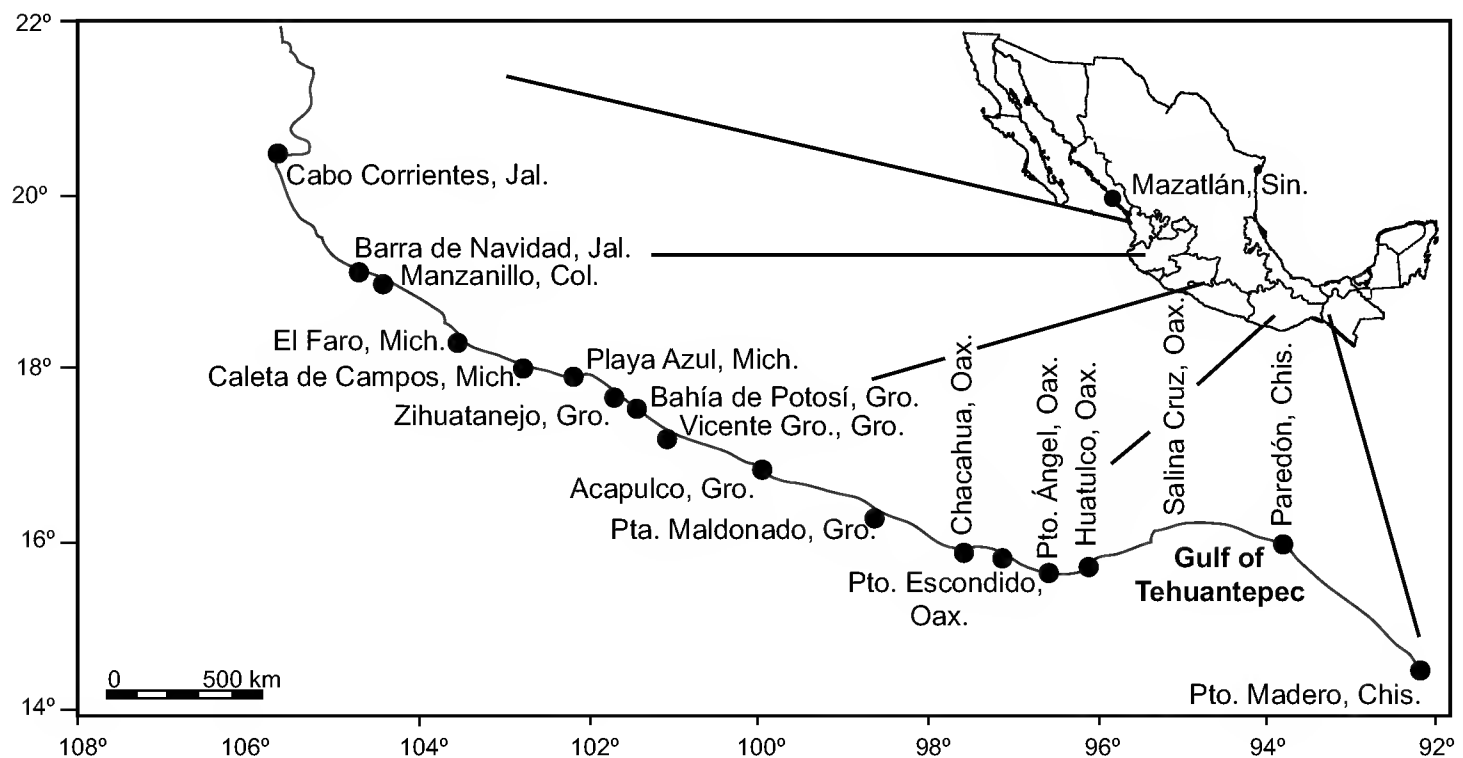 22º
20º
18º
16º
14º
Cabo Corrientes, Jal.
Mazatlán, Sin.
Barra de Navidad, Jal.
Manzanillo, Col.
El Faro, Mich.
Caleta de Campos, Mich.
Playa Azul, Mich.
Zihuatanejo, Gro.
Bahía de Potosí, Gro.
Vicente Gro., Gro.
Acapulco, Gro.
Pta. Maldonado, Gro.
Chacahua, Oax.
Pto. Escondido,
Oax.
Pto. Ángel, Oax.
Huatulco, Oax.
Salina Cruz, Oax.
Paredón, Chis.
Gulf of
Tehuantepec
Pto. Madero, Chis.
0 500 km
108º 106º 104º 102º 100º 98º 96º 94º 92º